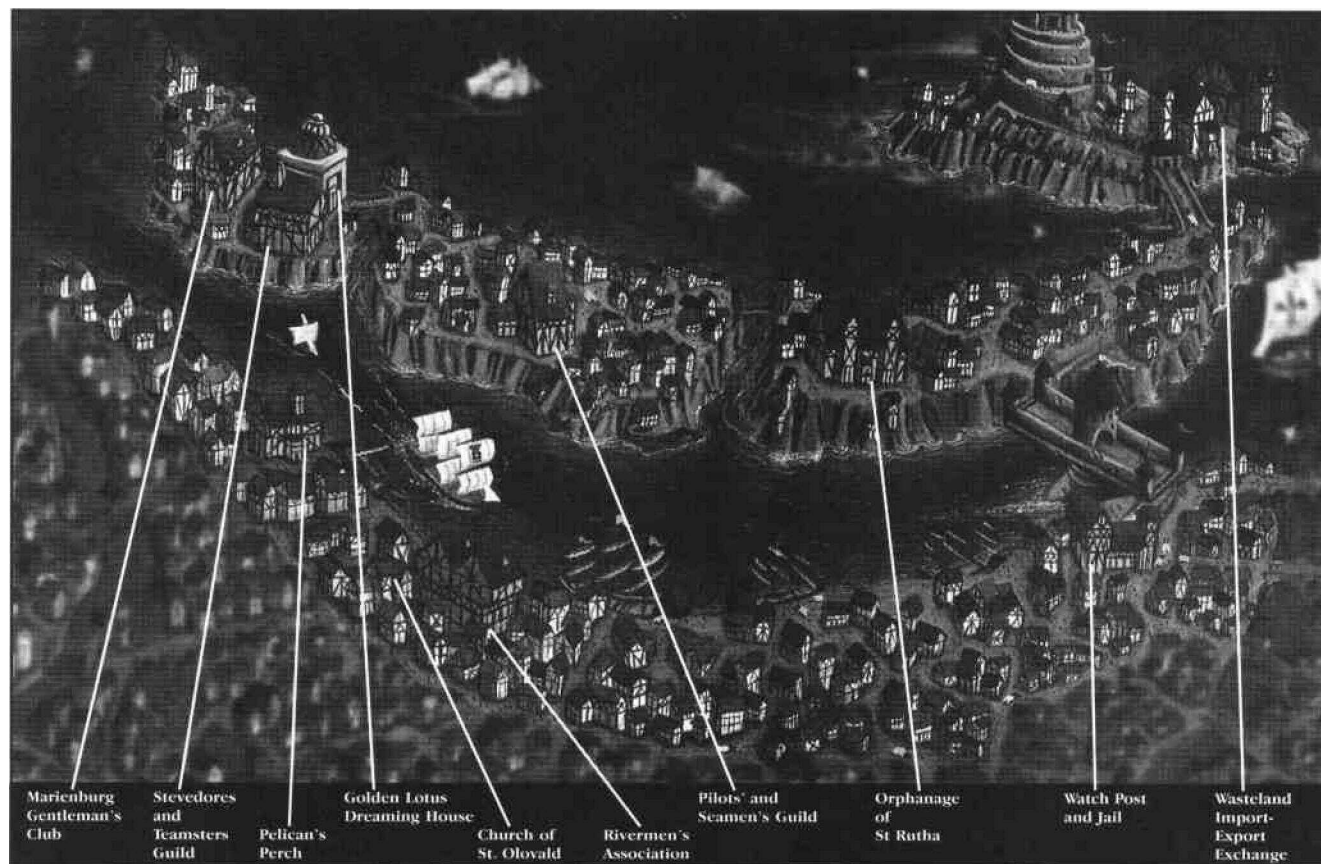 Marienburg
Gentleman's
Club
Stevedores
and
Teamsters
Guild
Pelican's
Perch
Golden Lotus
Dreaming House
Church of
St. Olovald
Rivermen's
Association
Pilots' and
Seamen's Guild
Orphanage
of
St Rutha
Watch Post
and Jail
Wasteland
Import-
Export
Exchange